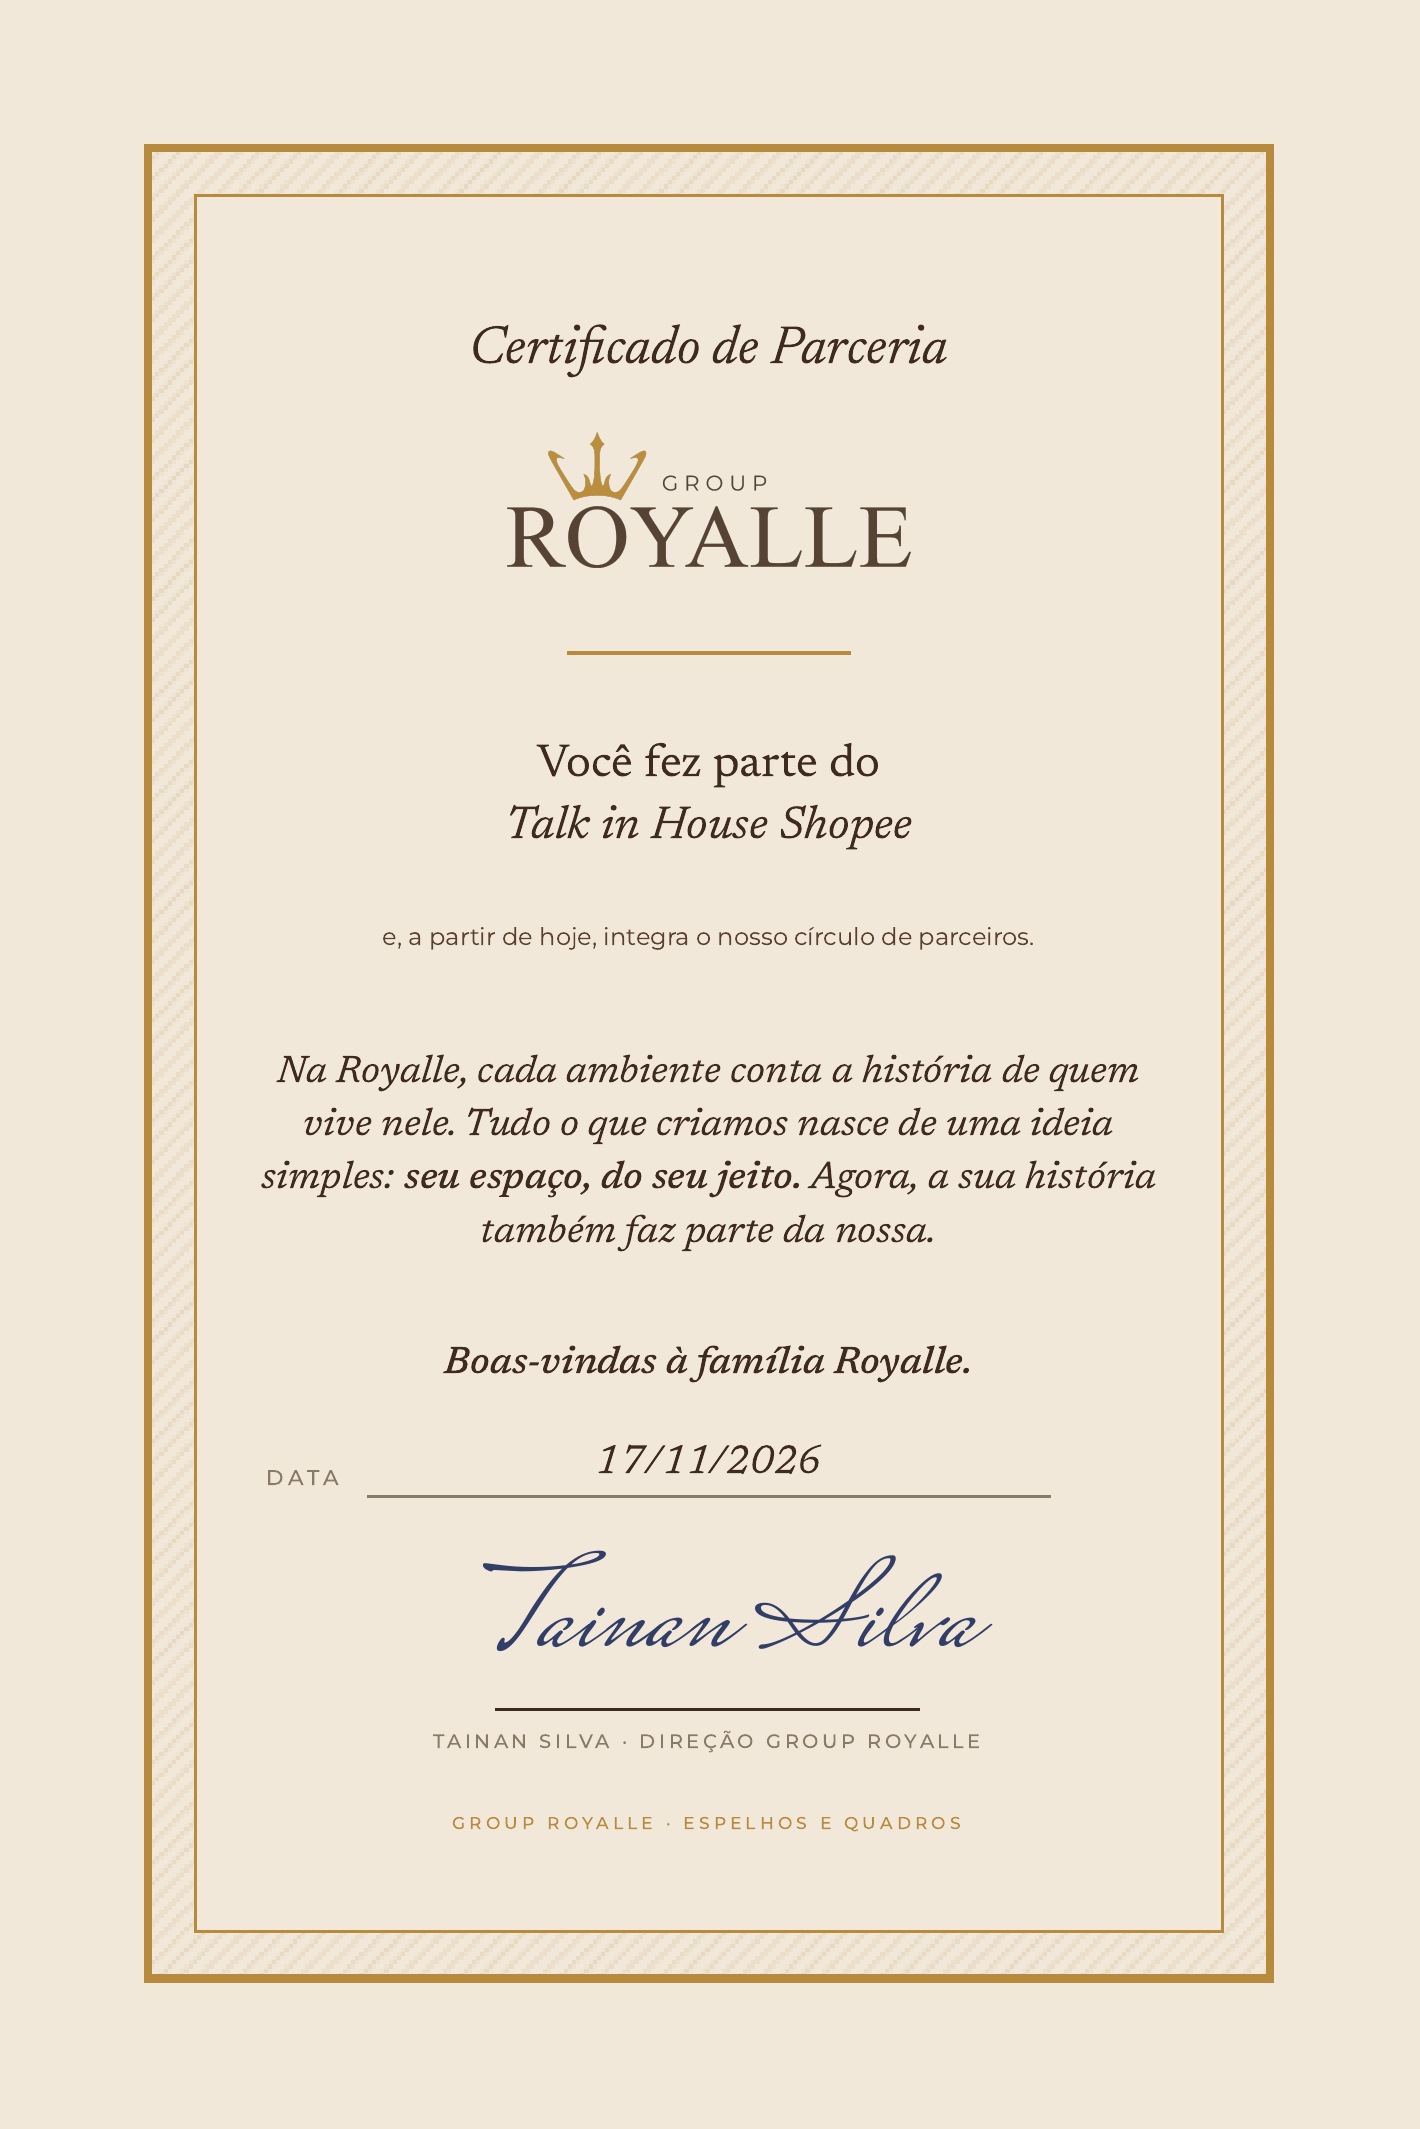 Certificado de Parceria
GROUP
ROYALLE
Você fez parte do
Talk in House Shopee
e, a partir de hoje, integra o nosso círculo de parceiros.
Na Royalle, cada ambiente conta a história de quem
vive nele. Tudo o que criamos nasce de uma ideia
simples: seu espaço, do seu jeito. Agora, a sua história
também faz parte da nossa.
Boas-vindas à família Royalle.
DATA 17/11/2026
Tainan Silva
TAINAN SILVA · DIREÇÃO GROUP ROYALLE
GROUP ROYALLE · ESPELHOS E QUADROS